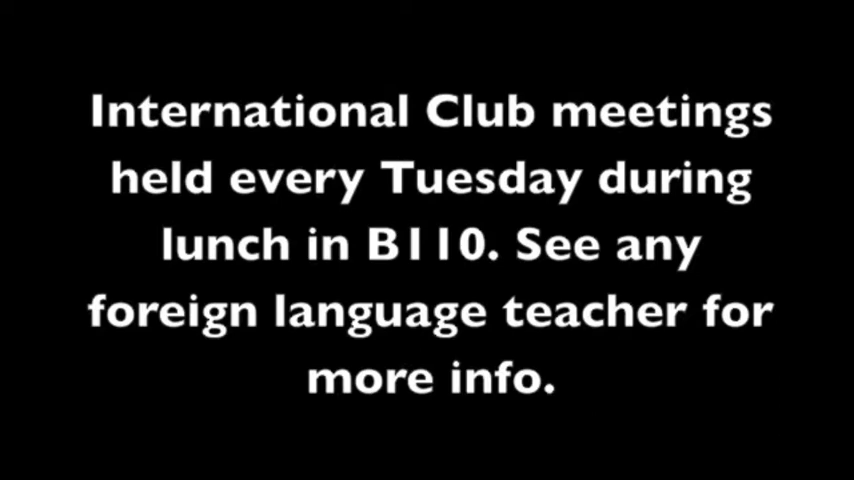 International Club meetings
held every Tuesday during
lunch in B110. See any
foreign language teacher for
more info.